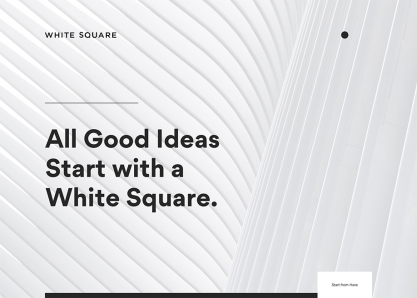 WHITE SQUARE
All Good Ideas
Start with a
White Square.
Start from Here